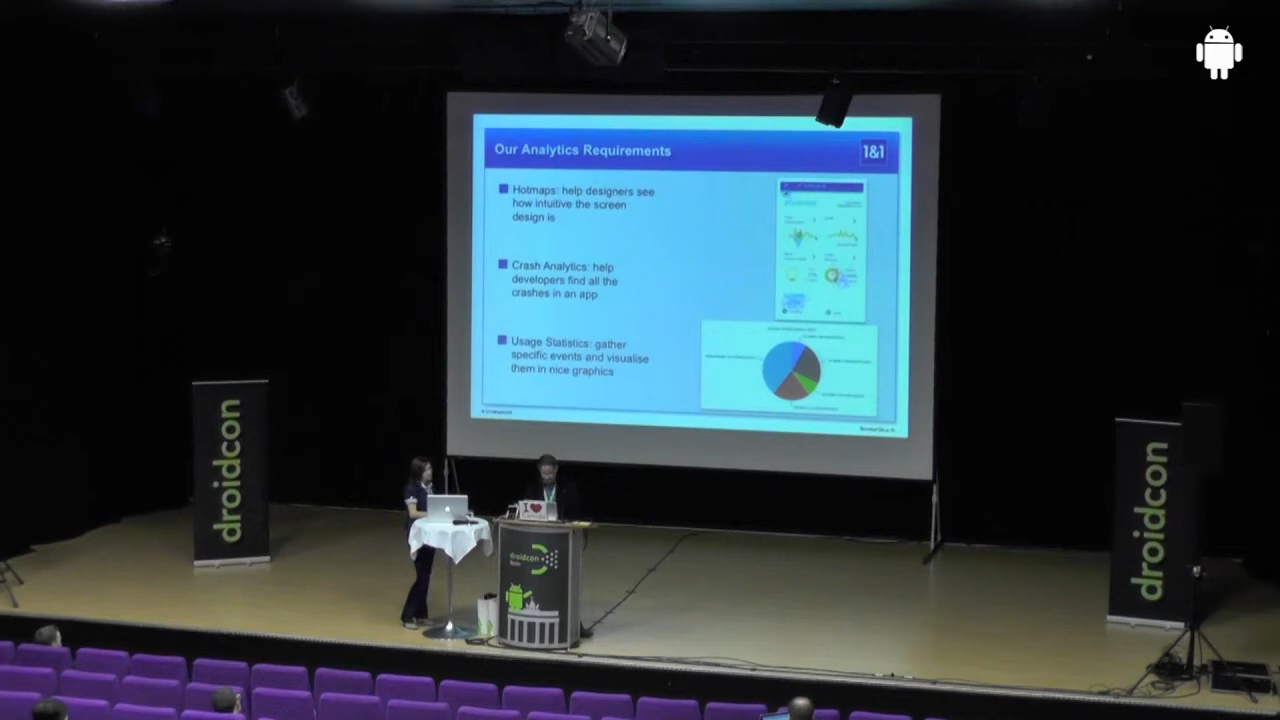 Our Analytics Requirements
1&1
Hotmaps: help designers see
how intuitive the screen
design is
Crash Analytics: help
developers find all the
crashes in an app
Usage Statistics: gather
specific events and visualise
them in nice graphics
droidcon
droidcon
I
droidcon